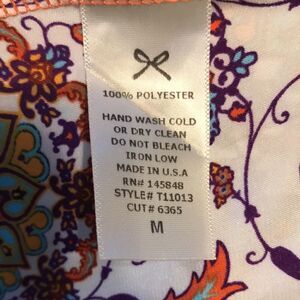 100% POLYESTER
HAND WASH COLD
OR DRY CLEAN
DO NOT BLEACH
IRON LOW
MADE IN U.S.A
RN# 145848
STYLE# T11013
CUT# 6365
M